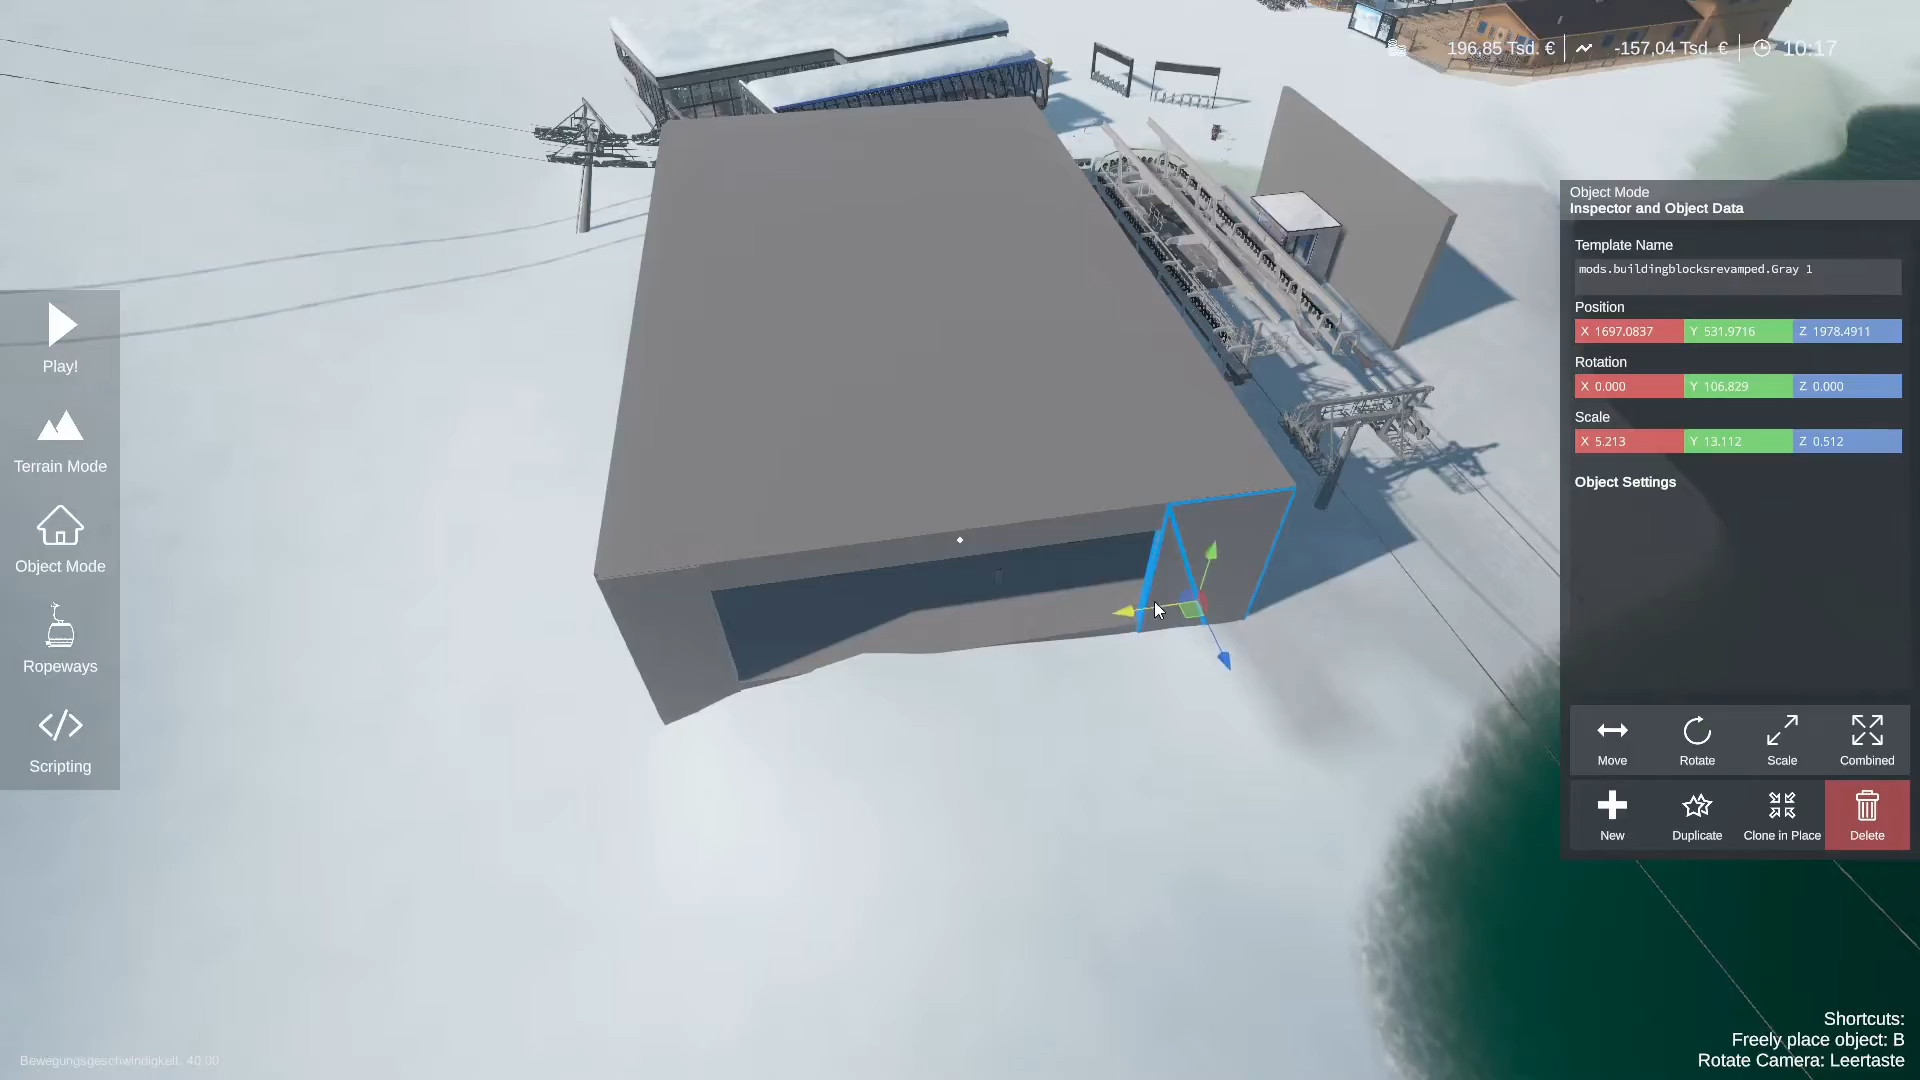 196,85 Tsd. €
-157,04 Tsd. €
10:17
Play!
Terrain Mode
Object Mode
Ropeways
Scripting
Object Mode
Inspector and Object Data
Template Name
mods.buildingblocksrevamped.Gray 1
Position
X 1697.0837 Y 531.9716 Z 1978.4911
Rotation
X 0.000 Y 106.829 Z 0.000
Scale
X 5.213 Y 13.112 Z 0.512
Object Settings
Move Rotate Scale Combined
New Duplicate Clone in Place Delete
Shortcuts:
Freely place object: B
Rotate Camera: Leertaste
Bewegungsgeschwindigkeit: 40.00